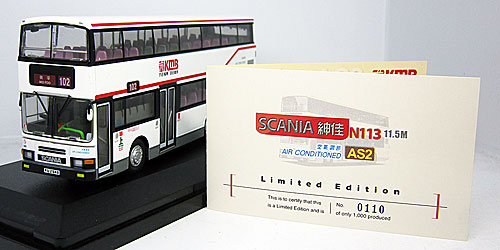 KMB
102
102
SCANIA
KMB
SCANIA 紳佳 N113 11.5M
空氣調節
AIR CONDITIONED AS2
Limited Edition
This is to certify that this
is a Limited Edition and is
No. 0110
of only 1,000 produced